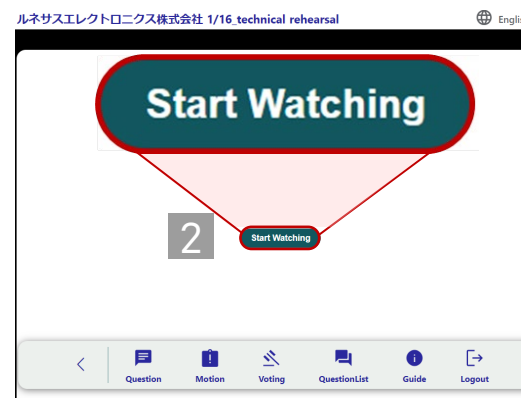 ルネサスエレクトロニクス株式会社 1/16_technical rehearsal
Start Watching
2
Start Watching
Question Motion Voting QuestionList Guide Logout